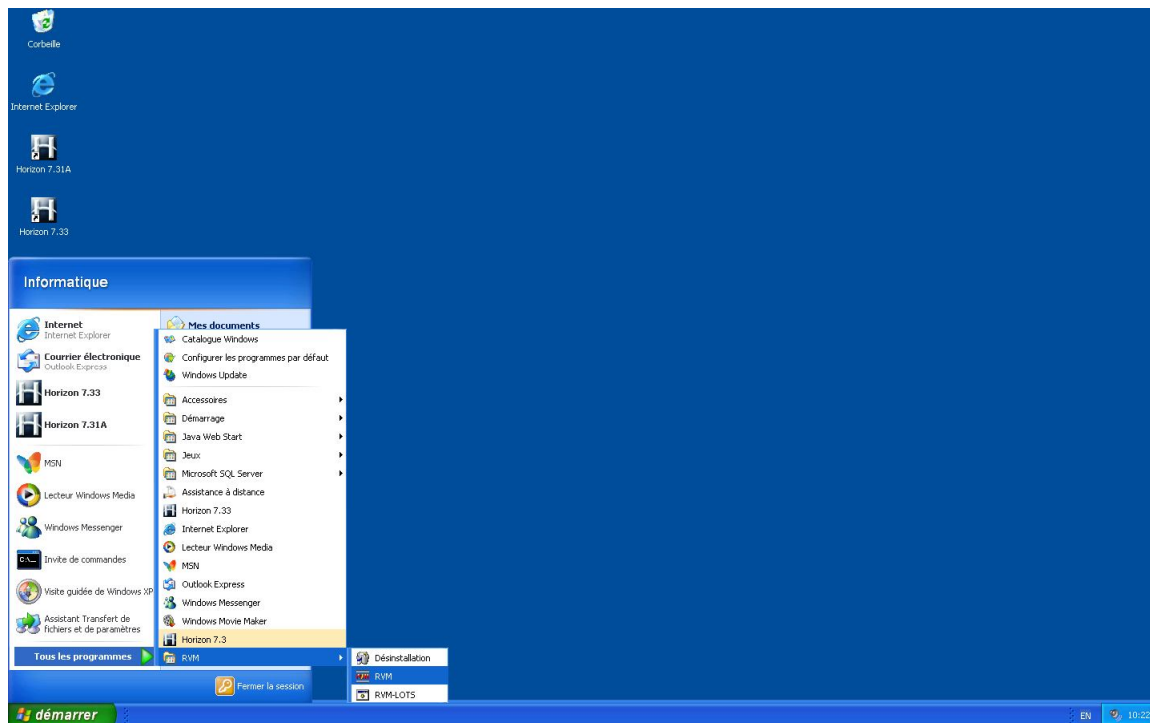 Corbeille
Internet Explorer
Horizon 7.31A
Horizon 7.33
Informatique
Internet
Internet Explorer
Courrier électronique
Outlook Express
Horizon 7.33
Horizon 7.31A
MSN
Lecteur Windows Media
Windows Messenger
Invite de commandes
Visite guidée de Windows XP
Assistant Transfert de
fichiers et de paramètres
Tous les programmes
Mes documents
Catalogue Windows
Configurer les programmes par défaut
Windows Update
Accessoires
Démarrage
Java Web Start
Jeux
Microsoft SQL Server
Assistance à distance
Horizon 7.33
Internet Explorer
Lecteur Windows Media
MSN
Outlook Express
Windows Messenger
Windows Movie Maker
Horizon 7.3
RVM
Désinstallation
RVM
RVM-LOTS
Fermer la session
démarrer
EN
10:22